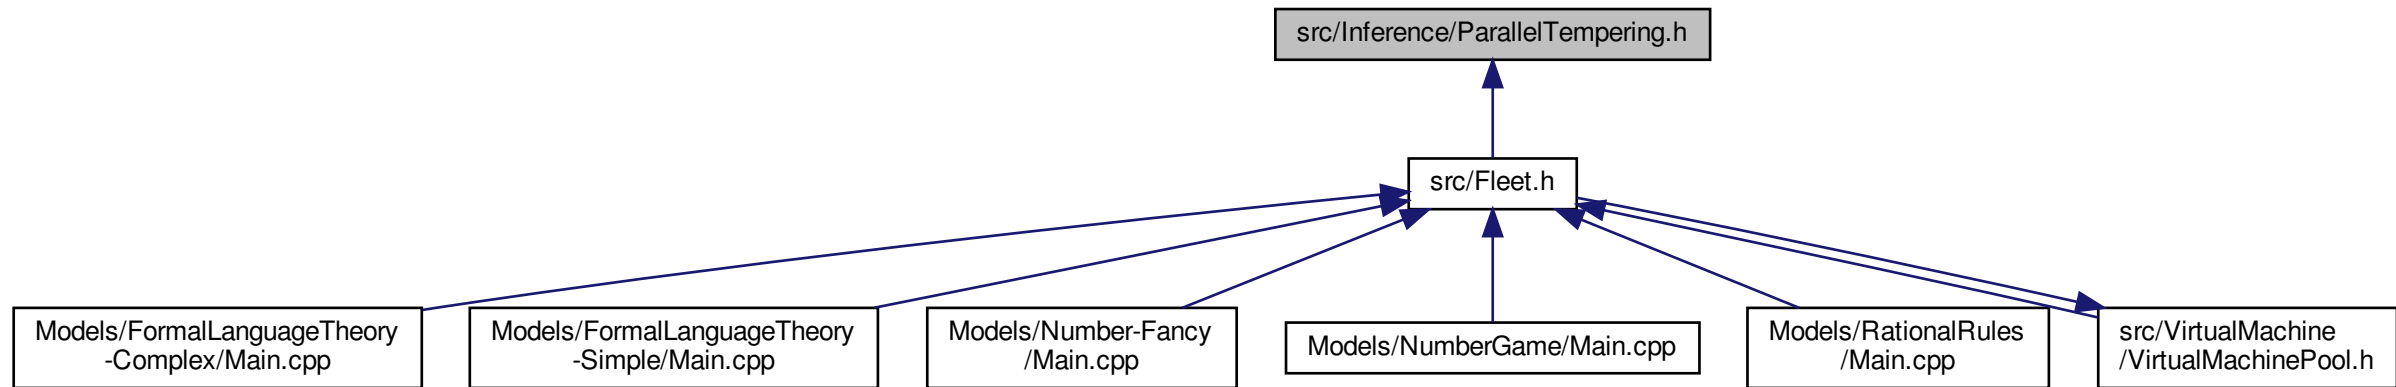 src/Inference/ParallelTempering.h
src/Fleet.h
Models/FormalLanguageTheory
-Complex/Main.cpp
Models/FormalLanguageTheory
-Simple/Main.cpp
Models/Number-Fancy
/Main.cpp
Models/NumberGame/Main.cpp
Models/RationalRules
/Main.cpp
src/VirtualMachine
/VirtualMachinePool.h